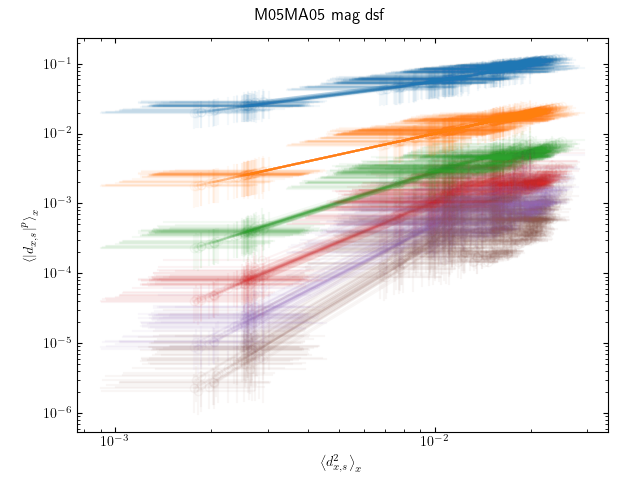 M05MA05 mag dsf
10⁻¹
10⁻²
10⁻³
10⁻⁴
10⁻⁵
10⁻⁶
⟨|d_{x,s}|^p⟩_x
10⁻³ 10⁻²
⟨d²_{x,s}⟩_x